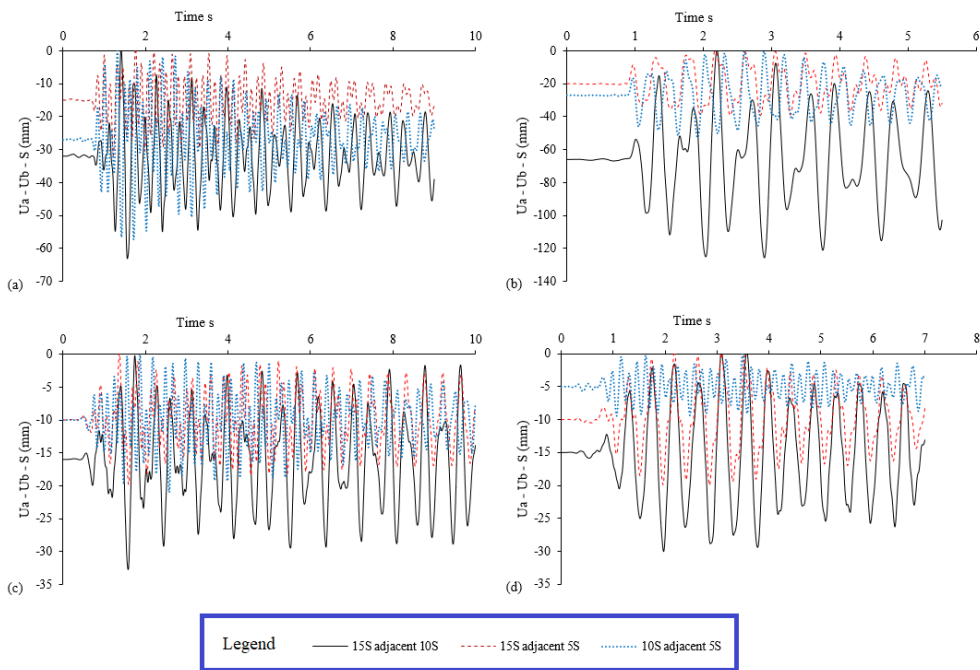 Time s
0 2 4 6 8 10
0
-10
-20
-30
-40
-50
-60
-70
Ua - Ub - S (mm)
(a)
Time s
0 1 2 3 4 5 6
0
-20
-40
-60
-80
-100
-120
-140
Ua - Ub - S (mm)
(b)
Time s
0 2 4 6 8 10
0
-5
-10
-15
-20
-25
-30
-35
Ua - Ub - S (mm)
(c)
Time s
0 1 2 3 4 5 6 7 8
0
-5
-10
-15
-20
-25
-30
-35
Ua - Ub - S (mm)
(d)
Legend 15S adjacent 10S 15S adjacent 5S 10S adjacent 5S